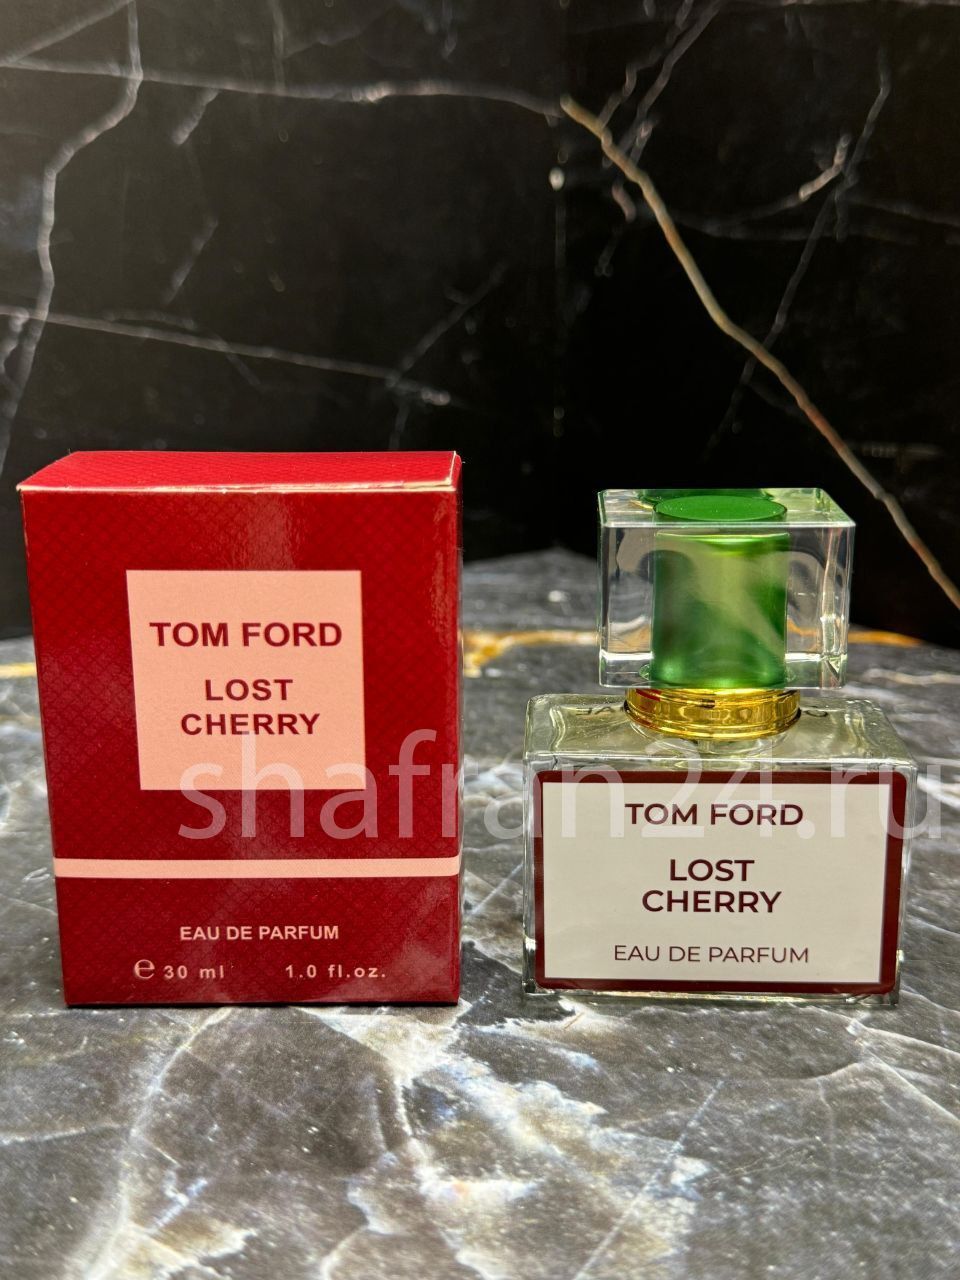 TOM FORD
LOST
CHERRY
EAU DE PARFUM
e 30 ml 1.0 fl.oz.
TOM FORD
LOST
CHERRY
EAU DE PARFUM
shafran24.ru